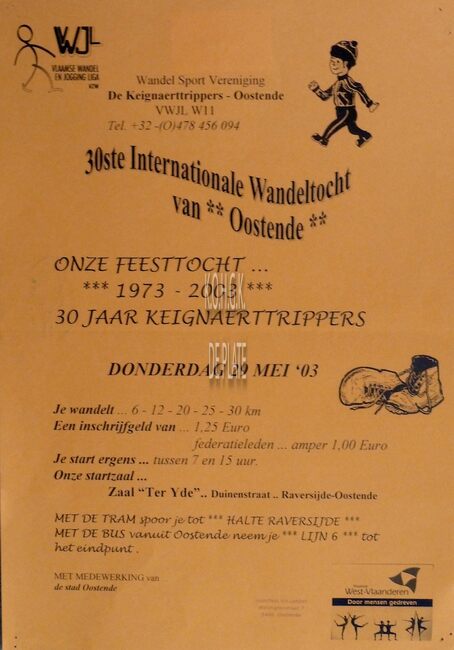 VWJL
VLAAMSE WANDEL
EN JOGGING LIGA
VZW
Wandel Sport Vereniging
De Keignaerttrippers - Oostende
VWJL W11
Tel. +32 -(O)478 456 094
30ste Internationale Wandeltocht
van ** Oostende **
ONZE FEESTTOCHT ...
*** 1973 - 2003 ***
30 JAAR KEIGNAERTTRIPPERS
K.O.H.G.K.
DE PLATE
DONDERDAG 29 MEI ‘03
Je wandelt ... 6 - 12 - 20 - 25 - 30 km
Een inschrijfgeld van ... 1,25 Euro
federatieleden ... amper 1,00 Euro
Je start ergens ... tussen 7 en 15 uur.
Onze startzaal ...
Zaal “Ter Yde”.. Duinenstraat .. Raversijde-Oostende
MET DE TRAM spoor je tot *** HALTE RAVERSIJDE ***
MET DE BUS vanuit Oostende neem je *** LIJN 6 *** tot
het eindpunt .
MET MEDEWERKING van
de stad Oostende
West-Vlaanderen
Door mensen gedreven